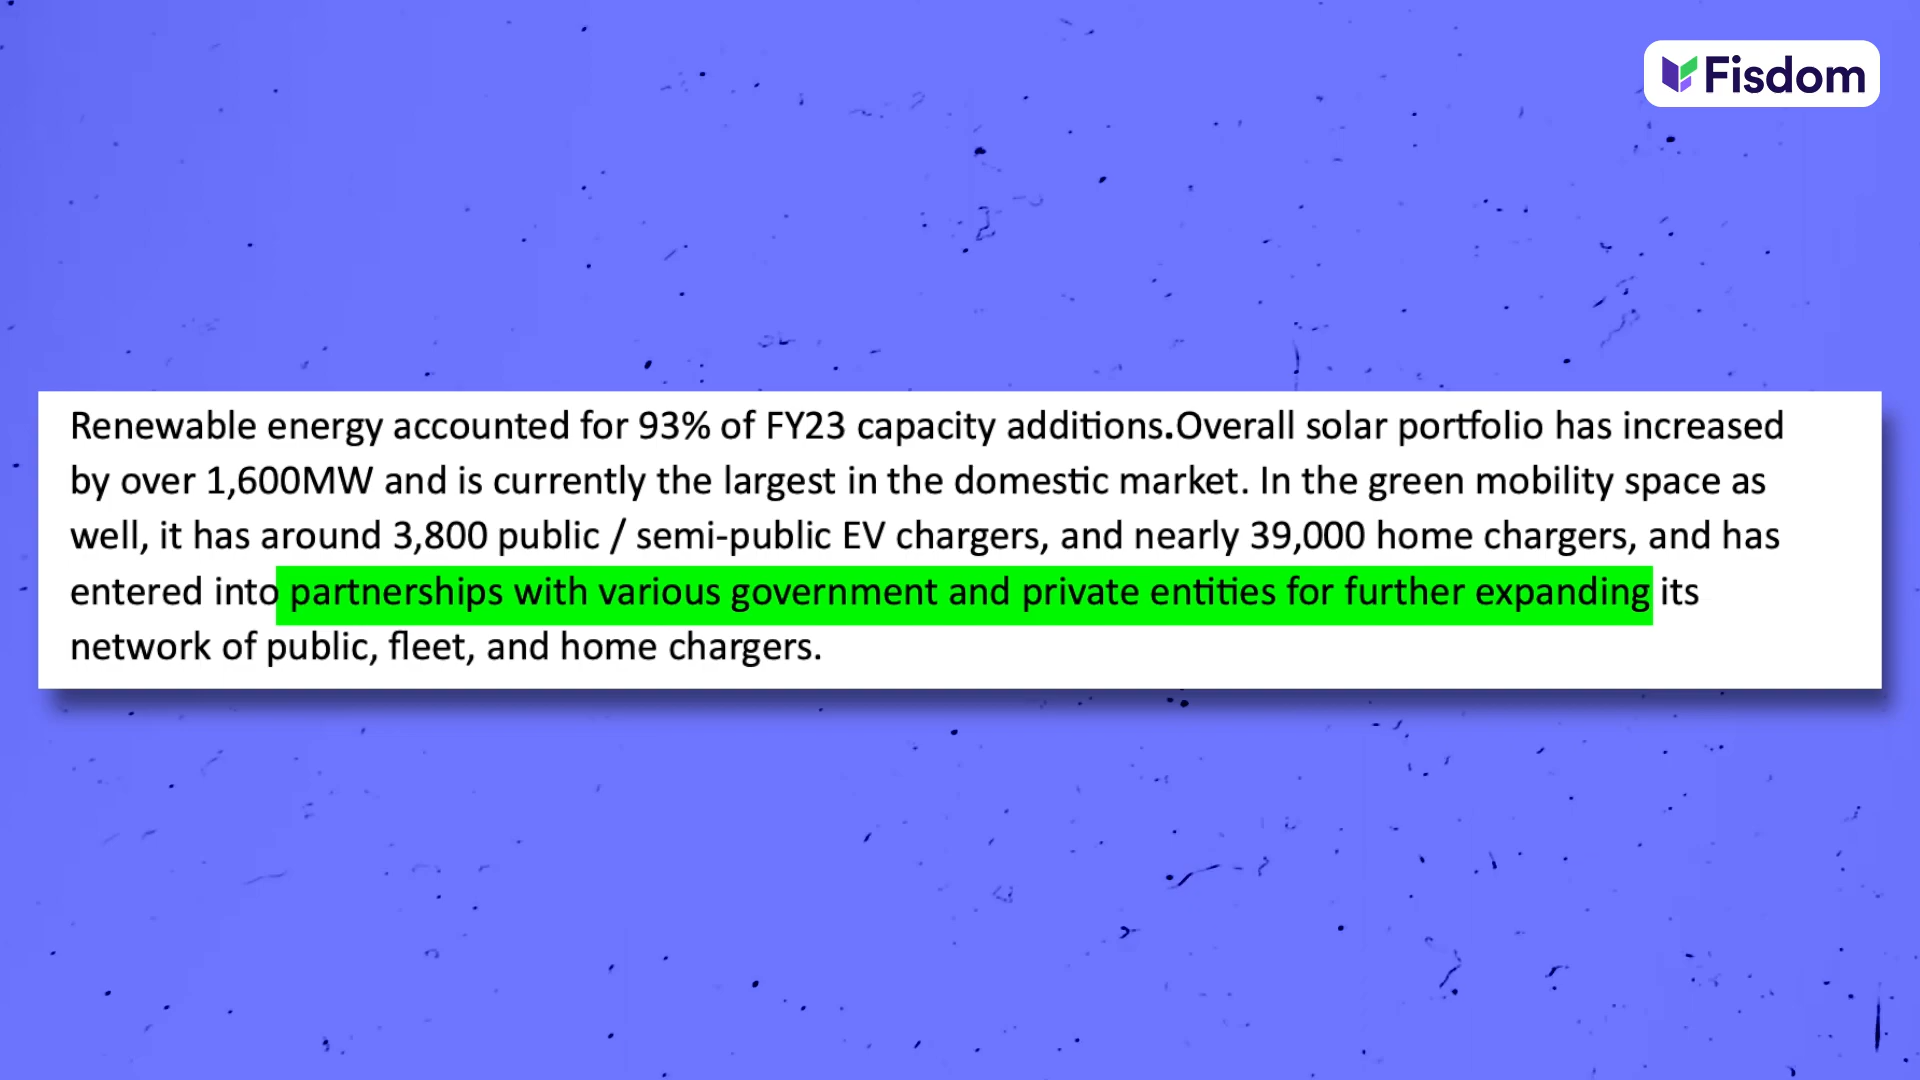 Fisdom
Renewable energy accounted for 93% of FY23 capacity additions.Overall solar portfolio has increased
by over 1,600MW and is currently the largest in the domestic market. In the green mobility space as
well, it has around 3,800 public / semi-public EV chargers, and nearly 39,000 home chargers, and has
entered into partnerships with various government and private entities for further expanding its
network of public, fleet, and home chargers.